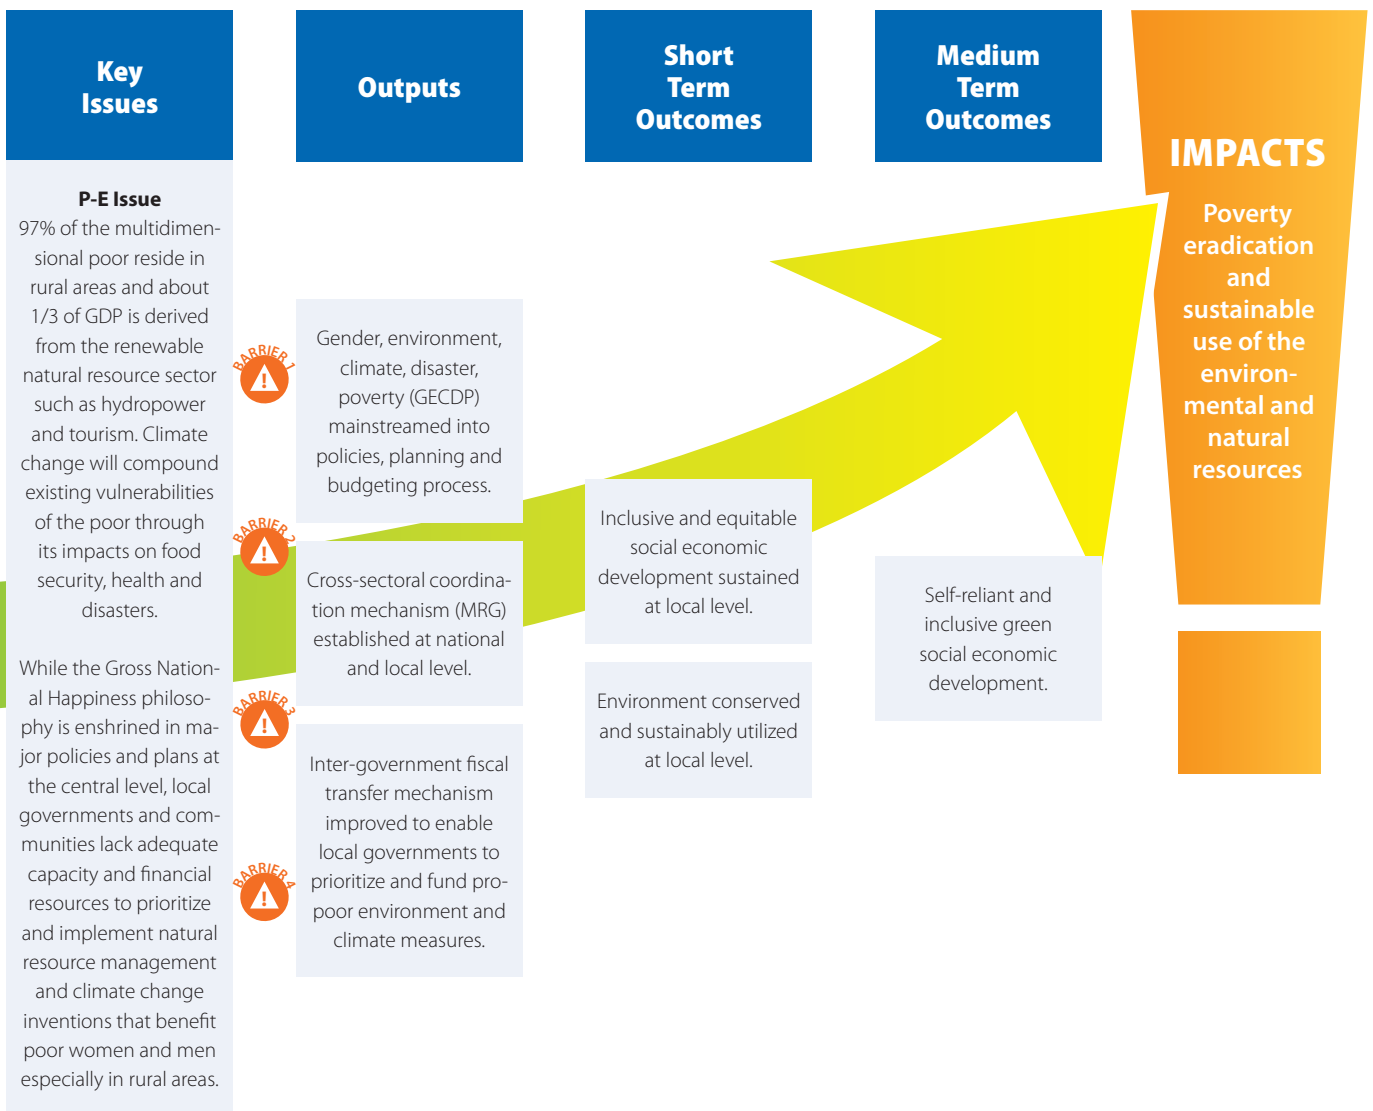 Key
Issues
P-E Issue
97% of the multidimen-
sional poor reside in
rural areas and about
1/3 of GDP is derived
from the renewable
natural resource sector
such as hydropower
and tourism. Climate
change will compound
existing vulnerabilities
of the poor through
its impacts on food
security, health and
disasters.
While the Gross Nation-
al Happiness philoso-
phy is enshrined in ma-
jor policies and plans at
the central level, local
governments and com-
munities lack adequate
capacity and financial
resources to prioritize
and implement natural
resource management
and climate change
inventions that benefit
poor women and men
especially in rural areas.
BARRIER 1
BARRIER 2
BARRIER 3
BARRIER 4
Outputs
Gender, environment,
climate, disaster,
poverty (GECDP)
mainstreamed into
policies, planning and
budgeting process.
Cross-sectoral coordina-
tion mechanism (MRG)
established at national
and local level.
Inter-government fiscal
transfer mechanism
improved to enable
local governments to
prioritize and fund pro-
poor environment and
climate measures.
Short
Term
Outcomes
Inclusive and equitable
social economic
development sustained
at local level.
Environment conserved
and sustainably utilized
at local level.
Medium
Term
Outcomes
Self-reliant and
inclusive green
social economic
development.
IMPACTS
Poverty
eradication
and
sustainable
use of the
environ-
mental and
natural
resources